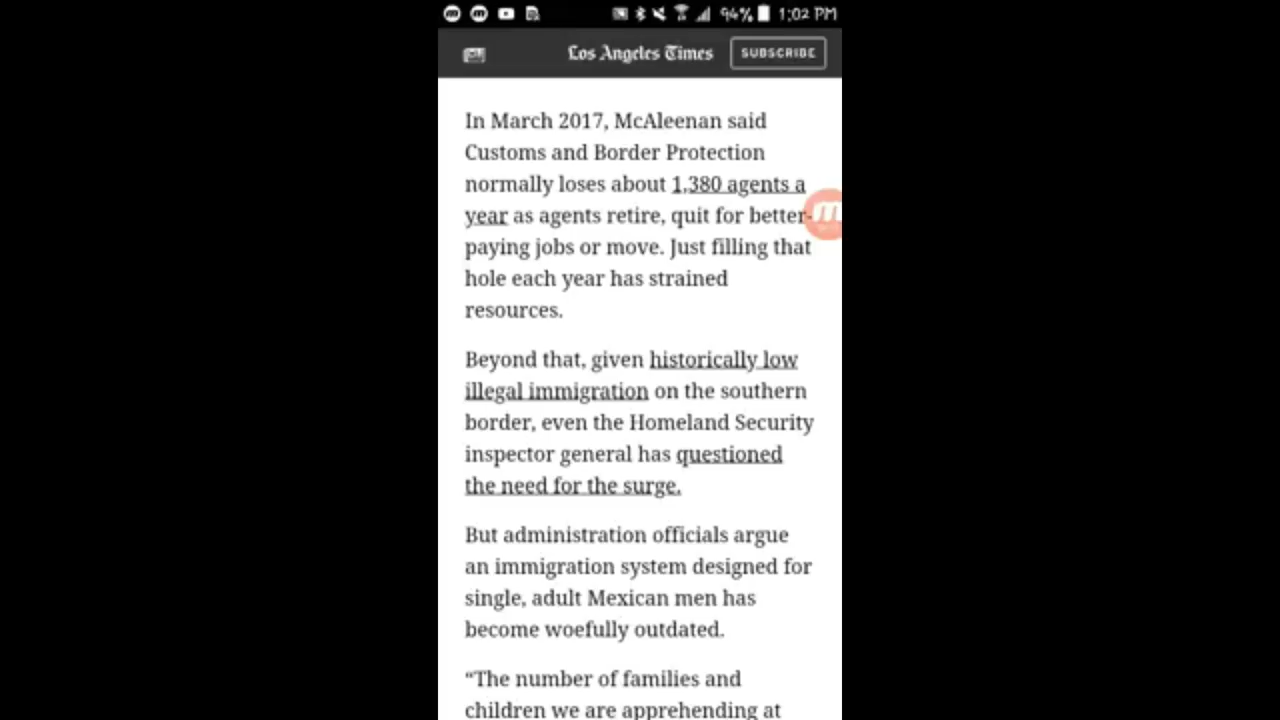 94% 1:02 PM
Los Angeles Times SUBSCRIBE
In March 2017, McAleenan said
Customs and Border Protection
normally loses about 1,380 agents a
year as agents retire, quit for better-
paying jobs or move. Just filling that
hole each year has strained
resources.
Beyond that, given historically low
illegal immigration on the southern
border, even the Homeland Security
inspector general has questioned
the need for the surge.
But administration officials argue
an immigration system designed for
single, adult Mexican men has
become woefully outdated.
“The number of families and
children we are apprehending at